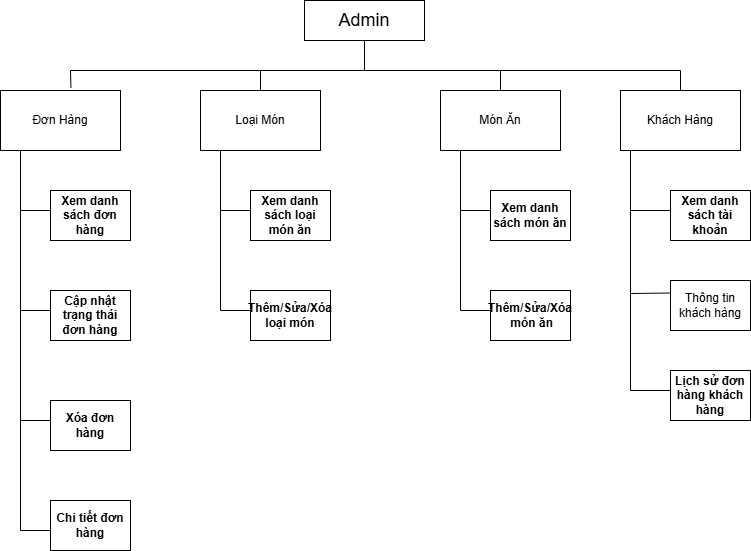 Admin
Đơn Hàng
Loại Món
Món Ăn
Khách Hàng
Xem danh
sách đơn
hàng
Xem danh
sách loại
món ăn
Xem danh
sách món ăn
Xem danh
sách tài
khoản
Cập nhật
trạng thái
đơn hàng
Thêm/Sửa/Xóa
loại món
Thêm/Sửa/Xóa
món ăn
Thông tin
khách hàng
Lịch sử đơn
hàng khách
hàng
Xóa đơn
hàng
Chi tiết đơn
hàng